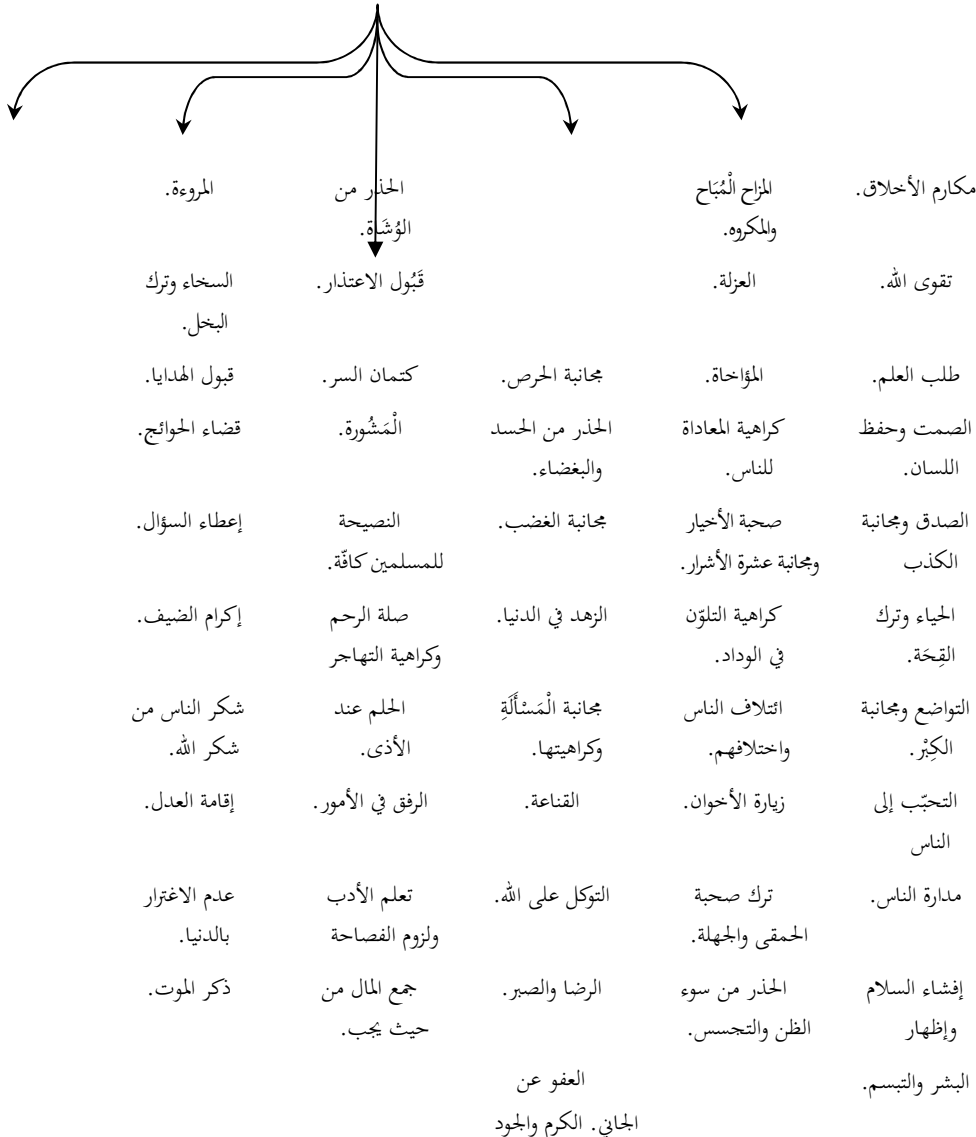 مكارم الأخلاق.
المزاح الْمُبَاح
والمكروه.
الحذر من
الوُشَاة.
المروءة.
تقوى الله.
العزلة.
قَبُول الاعتذار.
السخاء وترك
البخل.
طلب العلم.
المؤاخاة.
مجانبة الحرص.
كتمان السر.
قبول الهدايا.
الصمت وحفظ
اللسان.
كراهية المعاداة
للناس.
الحذر من الحسد
والبغضاء.
الْمَشُورة.
قضاء الحوائج.
الصدق ومجانبة
الكذب
صحبة الأخيار
ومجانبة عشرة الأشرار.
مجانبة الغضب.
النصيحة
للمسلمين كافّة.
إعطاء السؤال.
الحياء وترك
القِحَة.
كراهية التلوّن
في الوداد.
الزهد في الدنيا.
صلة الرحم
وكراهية التهاجر
إكرام الضيف.
التواضع ومجانبة
الكِبْر.
ائتلاف الناس
واختلافهم.
مجانبة الْمَسْأَلَةِ
وكراهيتها.
الحلم عند
الأذى.
شكر الناس من
شكر الله.
التحبّب إلى
الناس
زيارة الأخوان.
القناعة.
الرفق في الأمور.
إقامة العدل.
مدارة الناس.
ترك صحبة
الحمقى والجهلة.
التوكل على الله.
تعلم الأدب
ولزوم الفصاحة
عدم الاغترار
بالدنيا.
إفشاء السلام
وإظهار
الحذر من سوء
الظن والتجسس.
الرضا والصبر.
جمع المال من
حيث يجب.
ذكر الموت.
البشر والتبسم.
العفو عن
الجاني. الكرم والجود